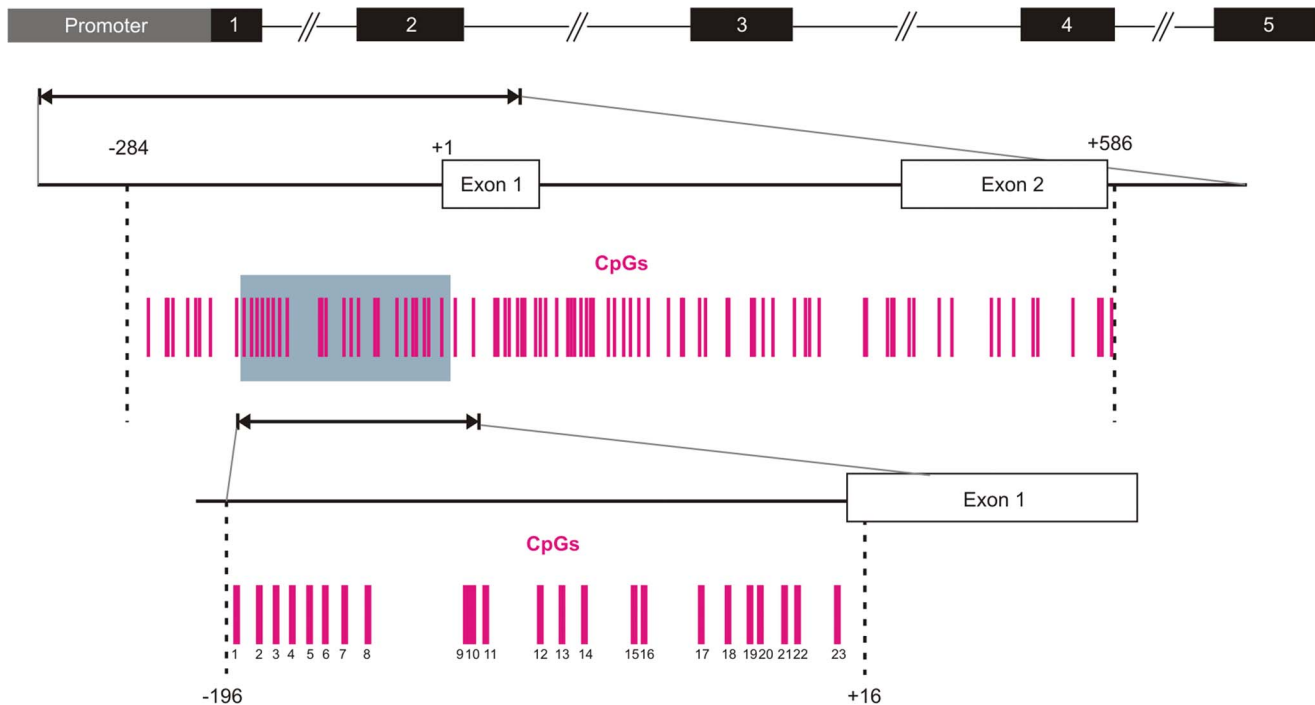 Promoter 1 2 3 4 5
-284 +1 +586
Exon 1 Exon 2
CpGs
Exon 1
CpGs
1 2 3 4 5 6 7 8 9 10 11 12 13 14 15 16 17 18 19 20 21 22 23
-196 +16